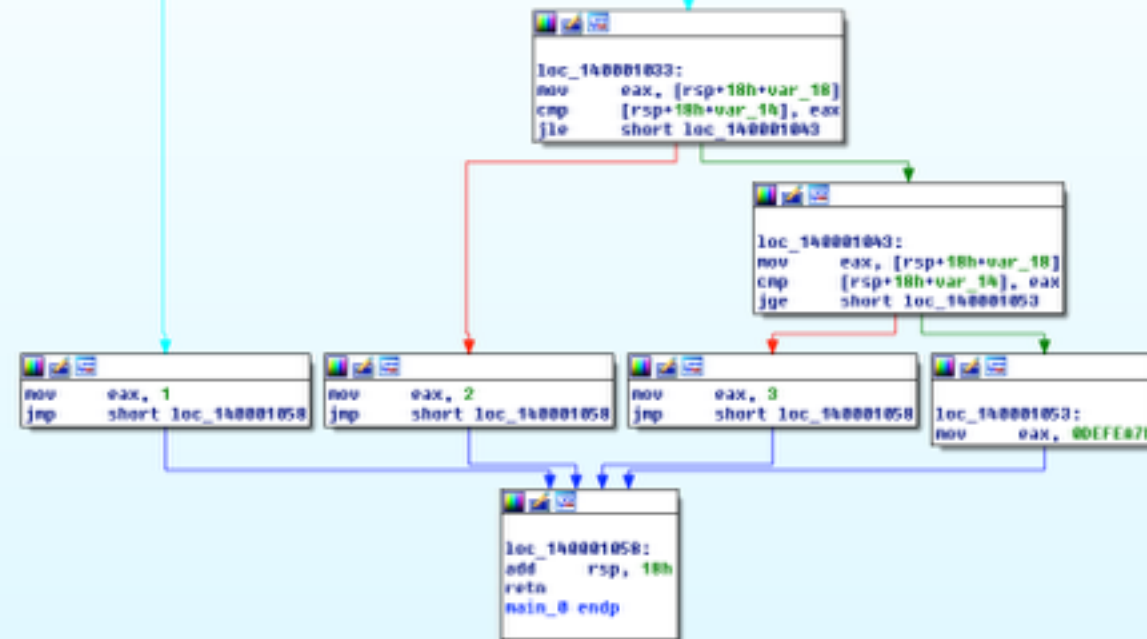 loc_140001033:
mov eax, [rsp+18h+var_18]
cmp [rsp+18h+var_14], eax
jle short loc_140001043
loc_140001043:
mov eax, [rsp+18h+var_18]
cmp [rsp+18h+var_14], eax
jge short loc_140001053
mov eax, 1
jmp short loc_140001058
mov eax, 2
jmp short loc_140001058
mov eax, 3
jmp short loc_140001058
loc_140001053:
mov eax, 0DEFEA7
loc_140001058:
add rsp, 18h
retn
main_0 endp